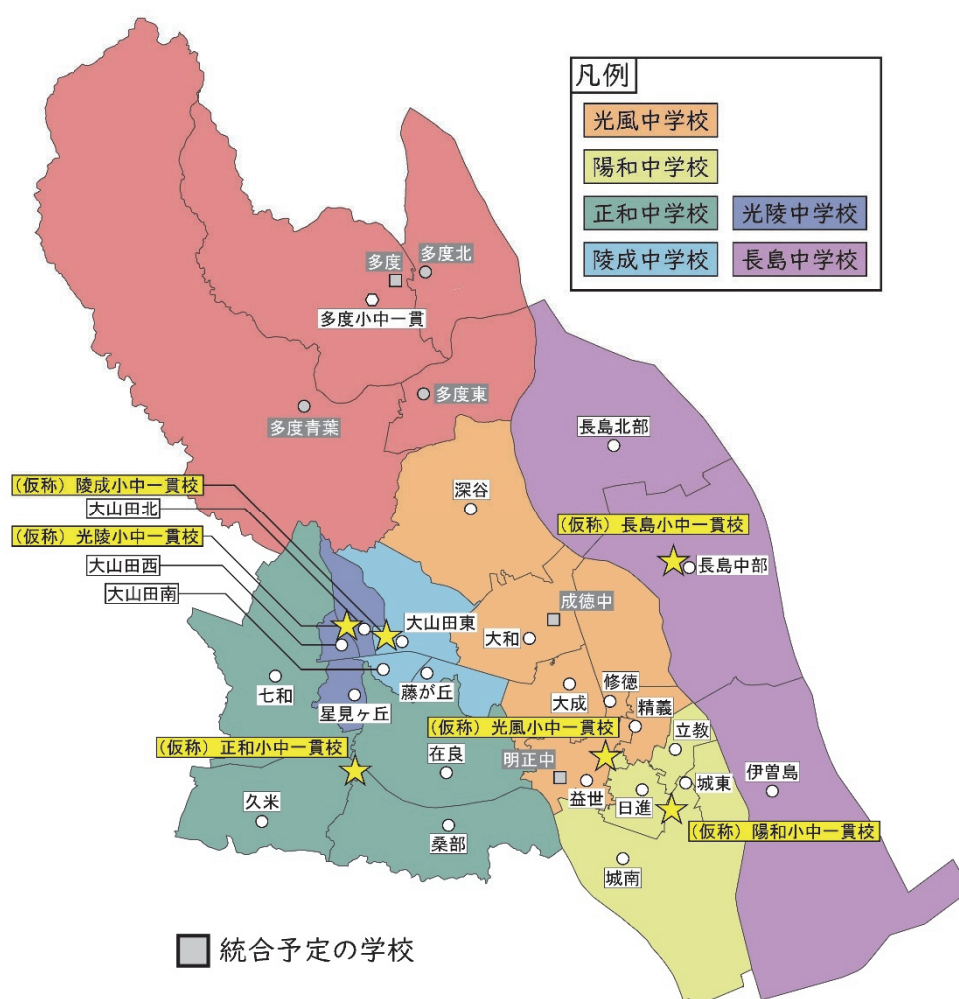 凡例
光風中学校
陽和中学校
正和中学校
光陵中学校
陵成中学校
長島中学校
多度
多度北
多度小中一貫
多度東
多度青葉
長島北部
(仮称) 陵成小中一貫校
深谷
大山田北
(仮称) 長島小中一貫校
(仮称) 光陵小中一貫校
大山田西
長島中部
大山田南
成徳中
大山田東
大和
七和
藤が丘
大成
修徳
星見ヶ丘
精義
(仮称) 光風小中一貫校
立教
(仮称) 正和小中一貫校
在良
明正中
城東
伊曽島
益世
日進
久米
桑部
(仮称) 陽和小中一貫校
城南
統合予定の学校